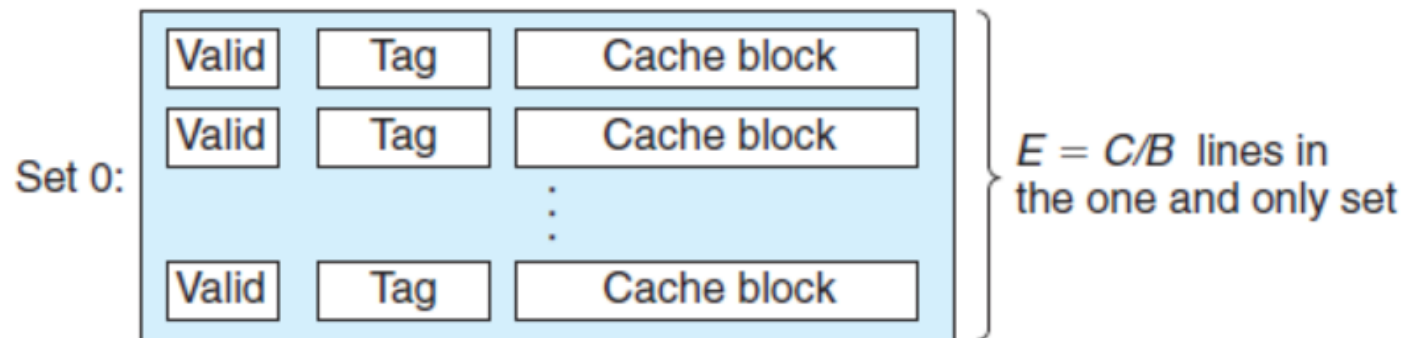 Valid Tag Cache block
Valid Tag Cache block
Set 0:
E = C/B lines in
the one and only set
Valid Tag Cache block